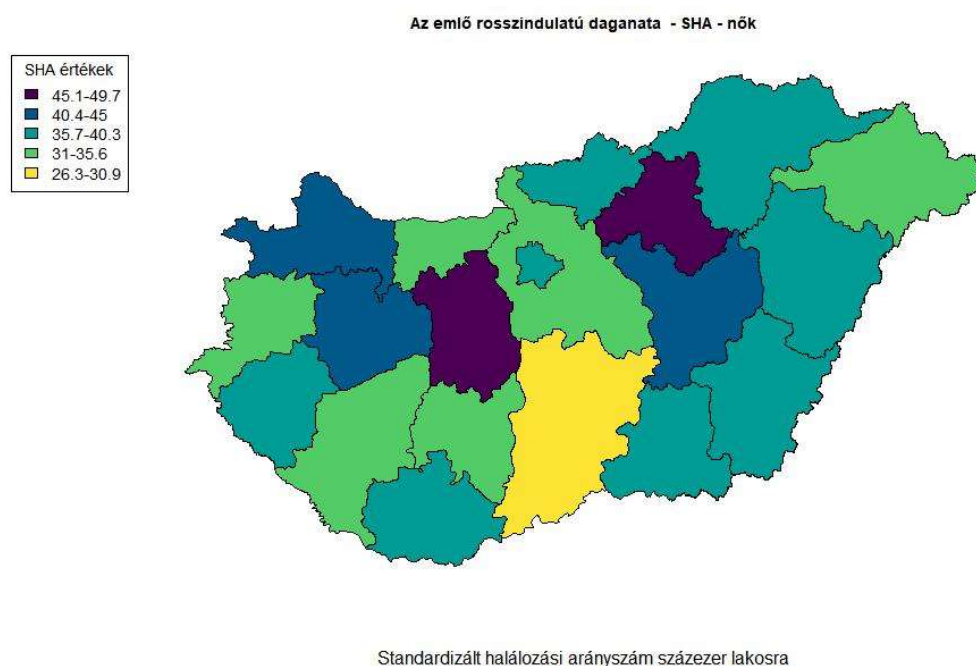 Az emlő rosszindulatú daganata - SHA - nők
SHA értékek
45.1-49.7
40.4-45
35.7-40.3
31-35.6
26.3-30.9
Standardizált halálozási arányszám százezer lakosra